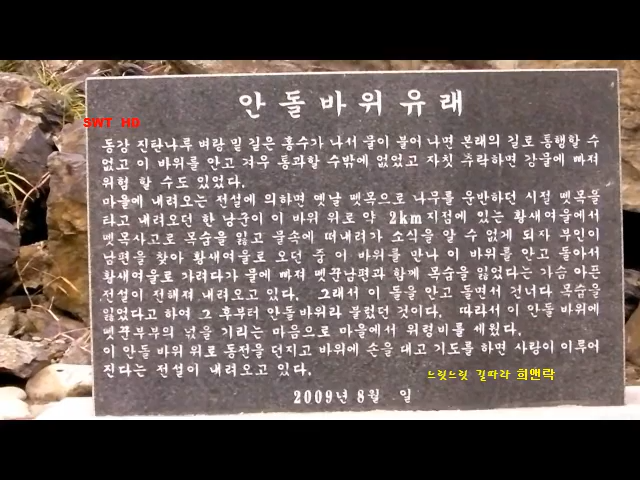 안돌바위유래
SWT HD
동강 진탄나루 벼랑 밑 길은 홍수가 나서 물이 불어 나면 본래의 길로 통행할 수
없고 이 바위를 안고 겨우 통과할 수밖에 없었고 자칫 추락하면 강물에 빠져
위험 할 수도 있었다.
마을에 내려오는 전설에 의하면 옛날 뗏목으로 나무를 운반하던 시절 뗏목을
타고 내려오던 한 낭군이 이 바위 위로 약 2km지점에 있는 황새여울에서
뗏목사고로 목숨을 잃고 물속에 떠내려가 소식을 알 수 없게 되자 부인이
남편을 찾아 황새여울로 오던 중 이 바위를 만나 이 바위를 안고 돌아서
황새여울로 가려다가 물에 빠져 뗏꾼남편과 함께 목숨을 잃었다는 가슴 아픈
전설이 전해져 내려오고 있다. 그래서 이 돌을 안고 돌면서 건너다 목숨을
잃었다고 하여 그 후부터 안돌바위라 불렀던 것이다. 따라서 이 안돌 바위에
뗏꾼부부의 넋을 기리는 마음으로 마을에서 위령비를 세웠다.
이 안돌 바위 위로 동전을 던지고 바위에 손을 대고 기도를 하면 사랑이 이루어
진다는 전설이 내려오고 있다.
느릿느릿 길따라 희앤락
2009년 8월 일